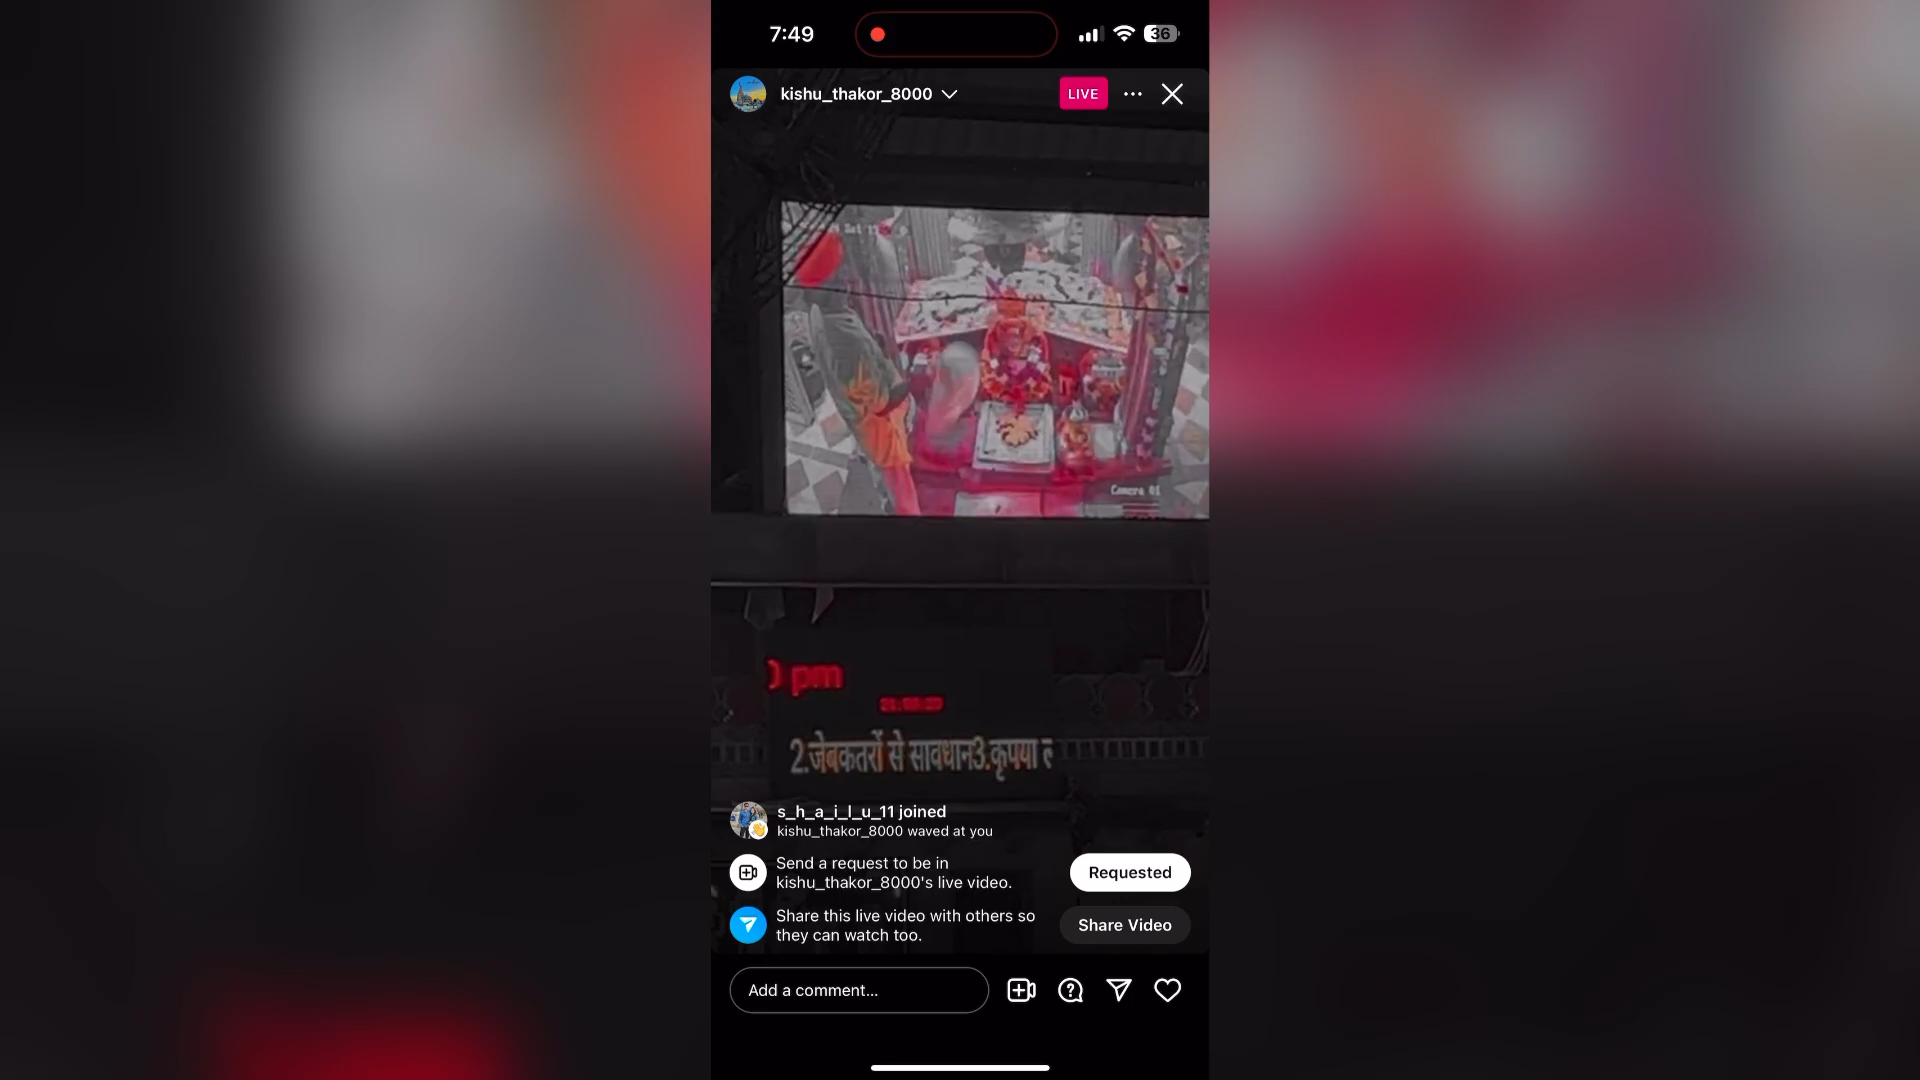 7:49
36
kishu_thakor_8000
LIVE
Sat
Camera 01
pm
2.जेबकतरों से सावधान3.कृपया
s_h_a_i_l_u_11 joined
kishu_thakor_8000 waved at you
Send a request to be in
kishu_thakor_8000's live video.
Requested
Share this live video with others so
they can watch too.
Share Video
Add a comment...